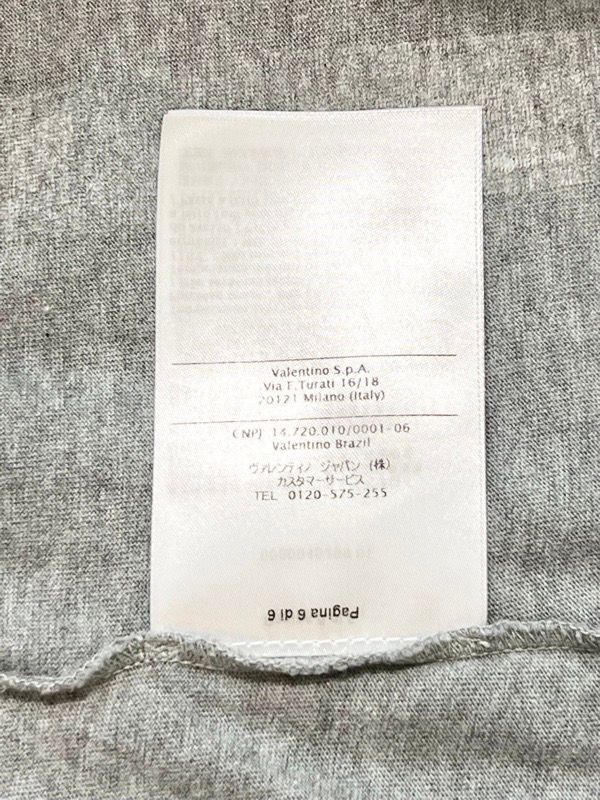 Valentino S.p.A.
Via F.Turati 16/18
20121 Milano (Italy)
CNPJ 14.720.010/0001-06
Valentino Brazil
ヴァレンティノ ジャパン (株)
カスタマーサービス
TEL 0120-575-255
Pagina 6 di 6